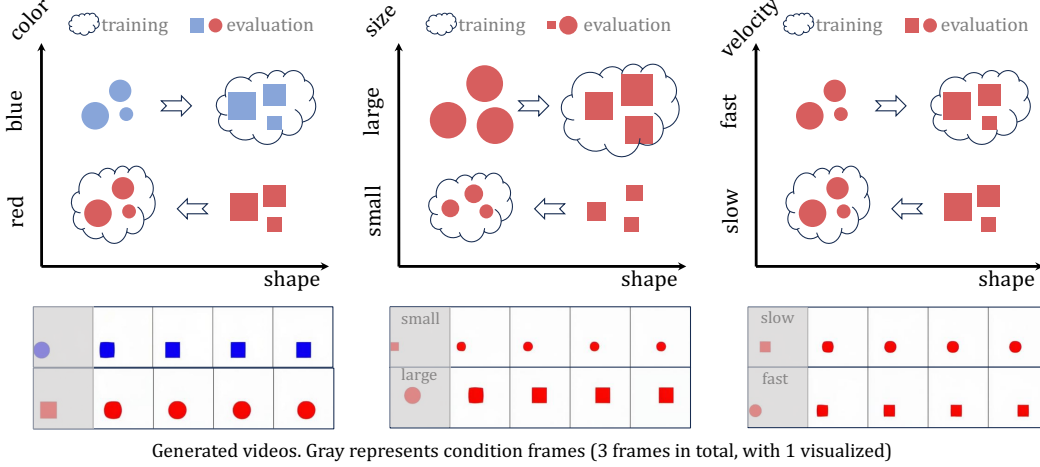 color
training
evaluation
blue
red
shape
size
training
evaluation
large
small
shape
velocity
training
evaluation
fast
slow
shape
small
large
slow
fast
Generated videos. Gray represents condition frames (3 frames in total, with 1 visualized)